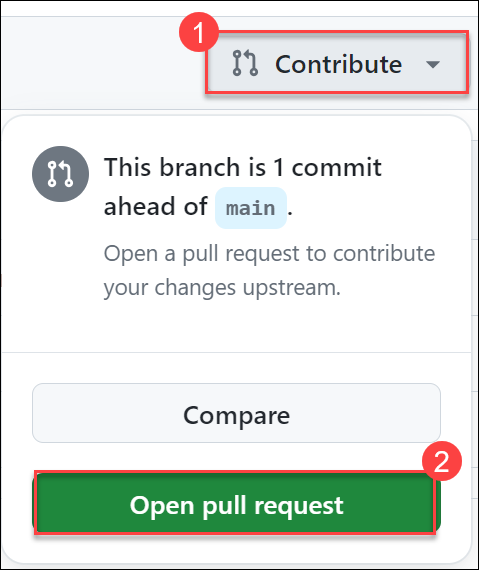 1
Contribute
This branch is 1 commit
ahead of main.
Open a pull request to contribute
your changes upstream.
Compare
2
Open pull request